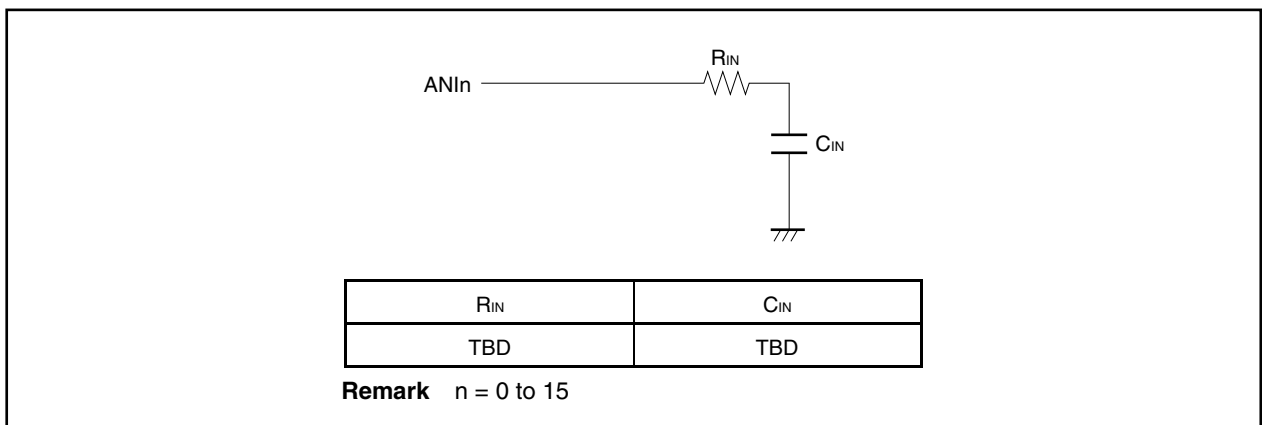 RIN
ANIn
CIN
RIN CIN
TBD TBD
Remark n = 0 to 15